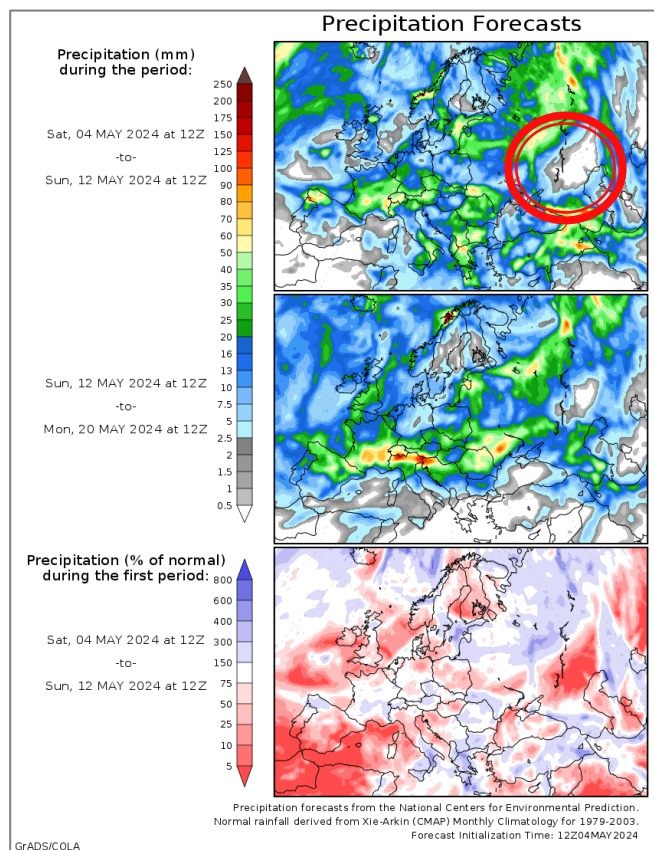 Precipitation Forecasts
Precipitation (mm)
during the period:
Sat, 04 MAY 2024 at 12Z
-to-
Sun, 12 MAY 2024 at 12Z
250
200
175
150
125
100
90
80
70
60
50
40
35
30
25
20
16
13
10
7.5
5
2.5
2
1.5
1
0.5
Sun, 12 MAY 2024 at 12Z
-to-
Mon, 20 MAY 2024 at 12Z
Precipitation (% of normal)
during the first period:
Sat, 04 MAY 2024 at 12Z
-to-
Sun, 12 MAY 2024 at 12Z
800
600
400
300
150
75
50
25
10
5
Precipitation forecasts from the National Centers for Environmental Prediction.
Normal rainfall derived from Xie-Arkin (CMAP) Monthly Climatology for 1979-2003.
Forecast Initialization Time: 12Z04MAY2024
GrADS/COLA